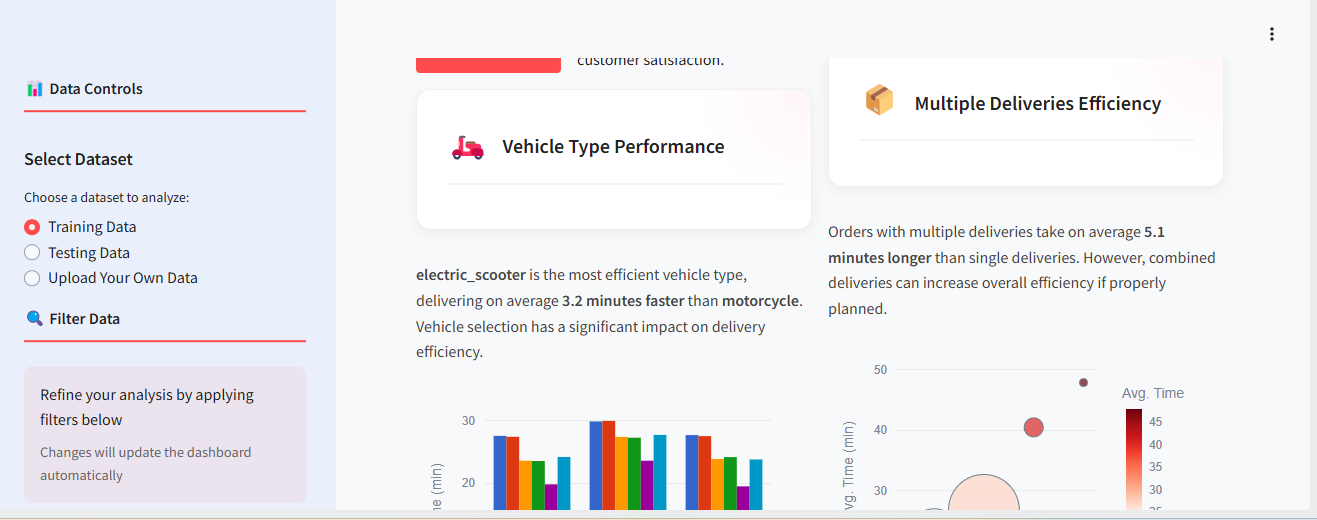 Data Controls
Select Dataset
Choose a dataset to analyze:
Training Data
Testing Data
Upload Your Own Data
Filter Data
Refine your analysis by applying
filters below
Changes will update the dashboard
automatically
customer satisfaction.
Vehicle Type Performance
electric_scooter is the most efficient vehicle type,
delivering on average 3.2 minutes faster than motorcycle.
Vehicle selection has a significant impact on delivery
efficiency.
30
20
(min)
Multiple Deliveries Efficiency
Orders with multiple deliveries take on average 5.1
minutes longer than single deliveries. However, combined
deliveries can increase overall efficiency if properly
planned.
50
40
30
Time (min)
Avg. Time
45
40
35
30
25